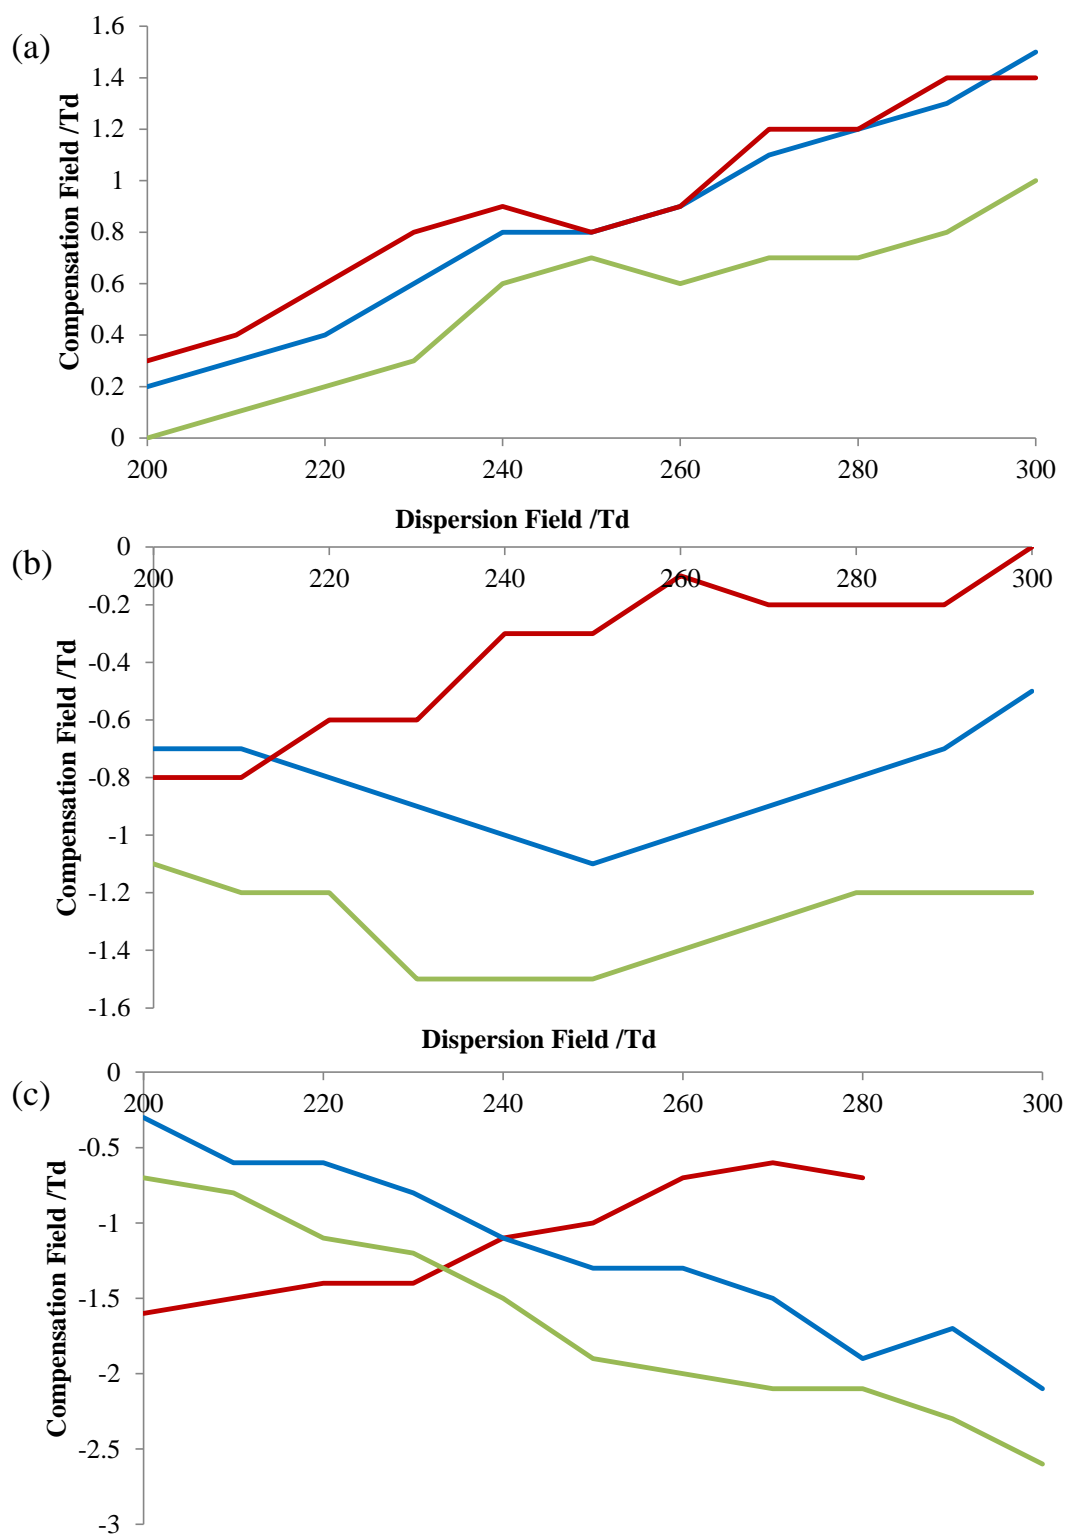 (a)
1.6
1.4
1.2
1
0.8
0.6
0.4
0.2
0
Compensation Field /Td
200 220 240 260 280 300
Dispersion Field /Td
(b)
0
-0.2
-0.4
-0.6
-0.8
-1
-1.2
-1.4
-1.6
Compensation Field /Td
200 220 240 260 280 300
Dispersion Field /Td
(c)
0
-0.5
-1
-1.5
-2
-2.5
-3
Compensation Field /Td
200 220 240 260 280 300